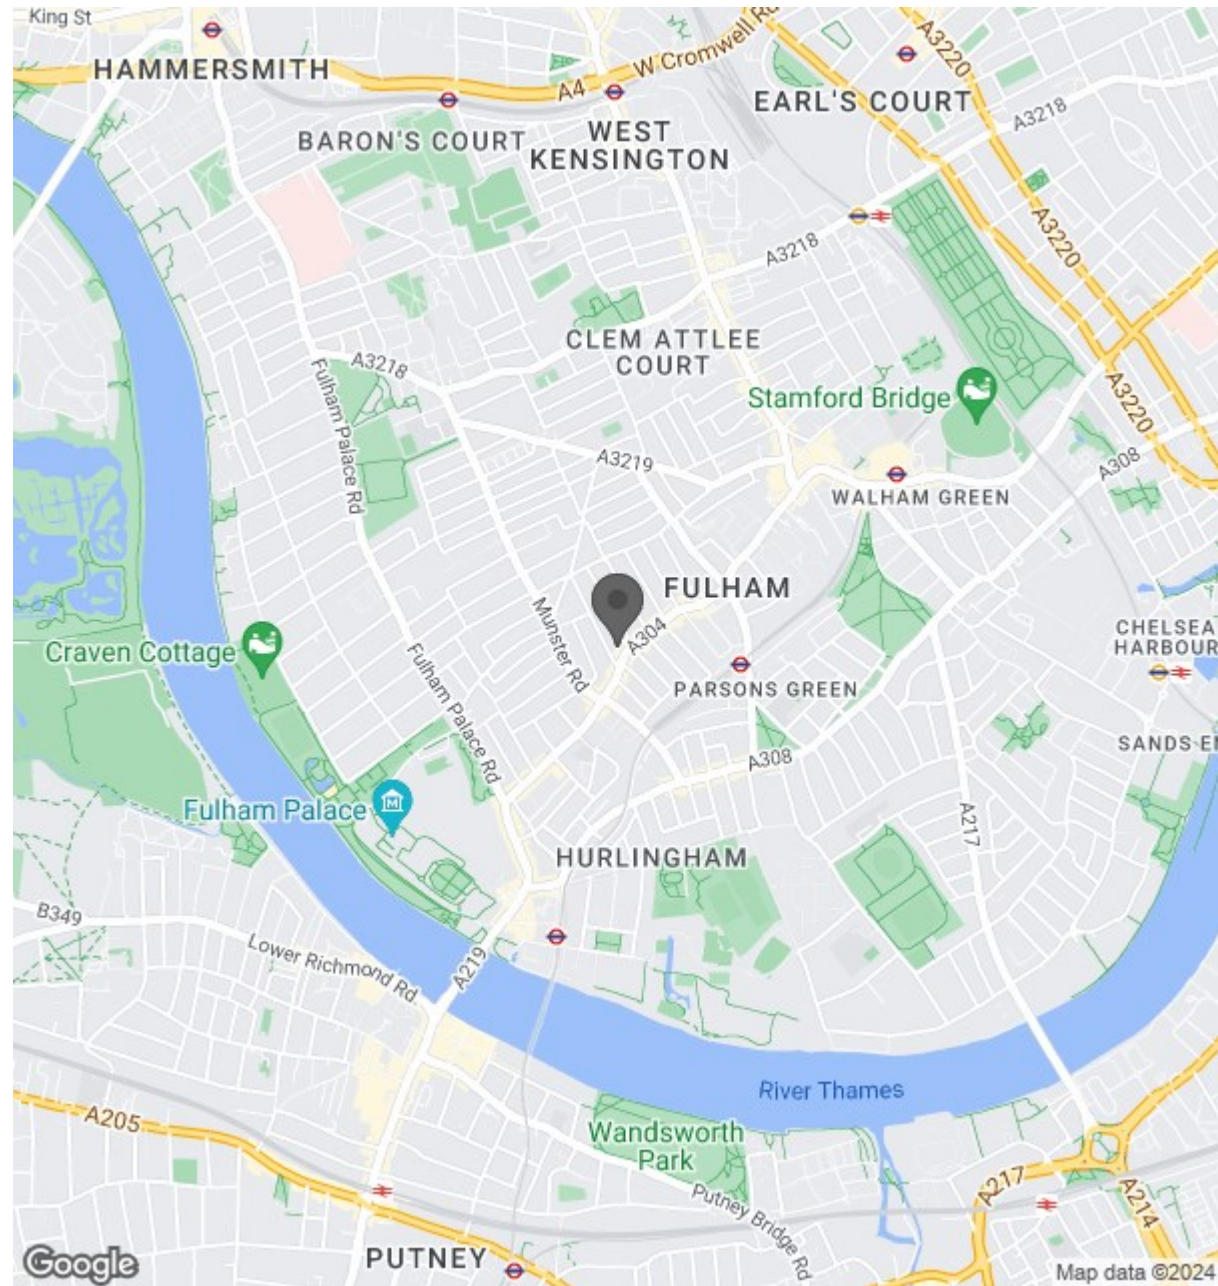 King St
HAMMERSMITH
A4
W Cromwell Rd
A3220
EARL'S COURT
A3218
BARON'S COURT
WEST
KENSINGTON
A3220
A3218
CLEM ATTLEE
COURT
A3218
Fulham Palace Rd
Stamford Bridge
A3220
A3219
A308
WALHAM GREEN
FULHAM
Munster Rd
A304
CHELSEA
HARBOUR
Craven Cottage
Fulham Palace Rd
PARSONS GREEN
A308
SANDS EN
Fulham Palace
M
A217
HURLINGHAM
B349
Lower Richmond Rd
A219
River Thames
A205
Wandsworth
Park
Putney Bridge Rd
A217
A214
PUTNEY
Google
Map data ©2024